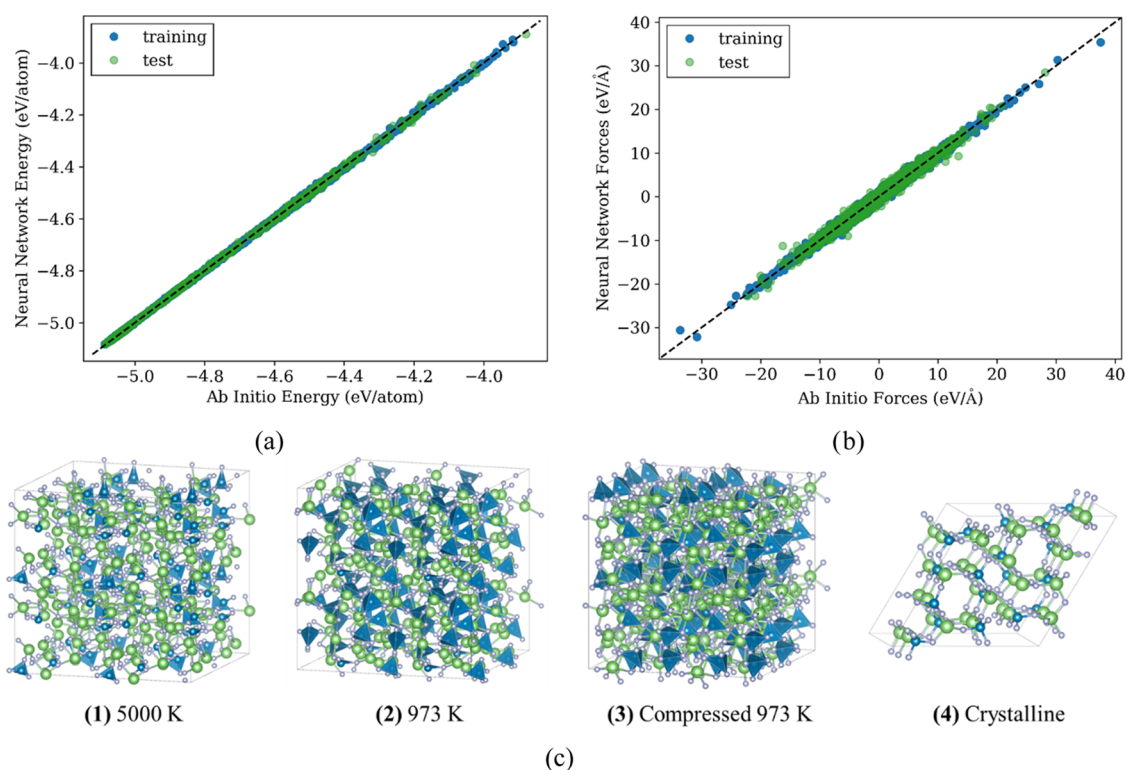 training
test
Neural Network Energy (eV/atom)
−4.0
−4.2
−4.4
−4.6
−4.8
−5.0
−5.0 −4.8 −4.6 −4.4 −4.2 −4.0
Ab Initio Energy (eV/atom)
(a)
training
test
Neural Network Forces (eV/Å)
40
30
20
10
0
−10
−20
−30
−30 −20 −10 0 10 20 30 40
Ab Initio Forces (eV/Å)
(b)
(1) 5000 K
(2) 973 K
(3) Compressed 973 K
(4) Crystalline
(c)